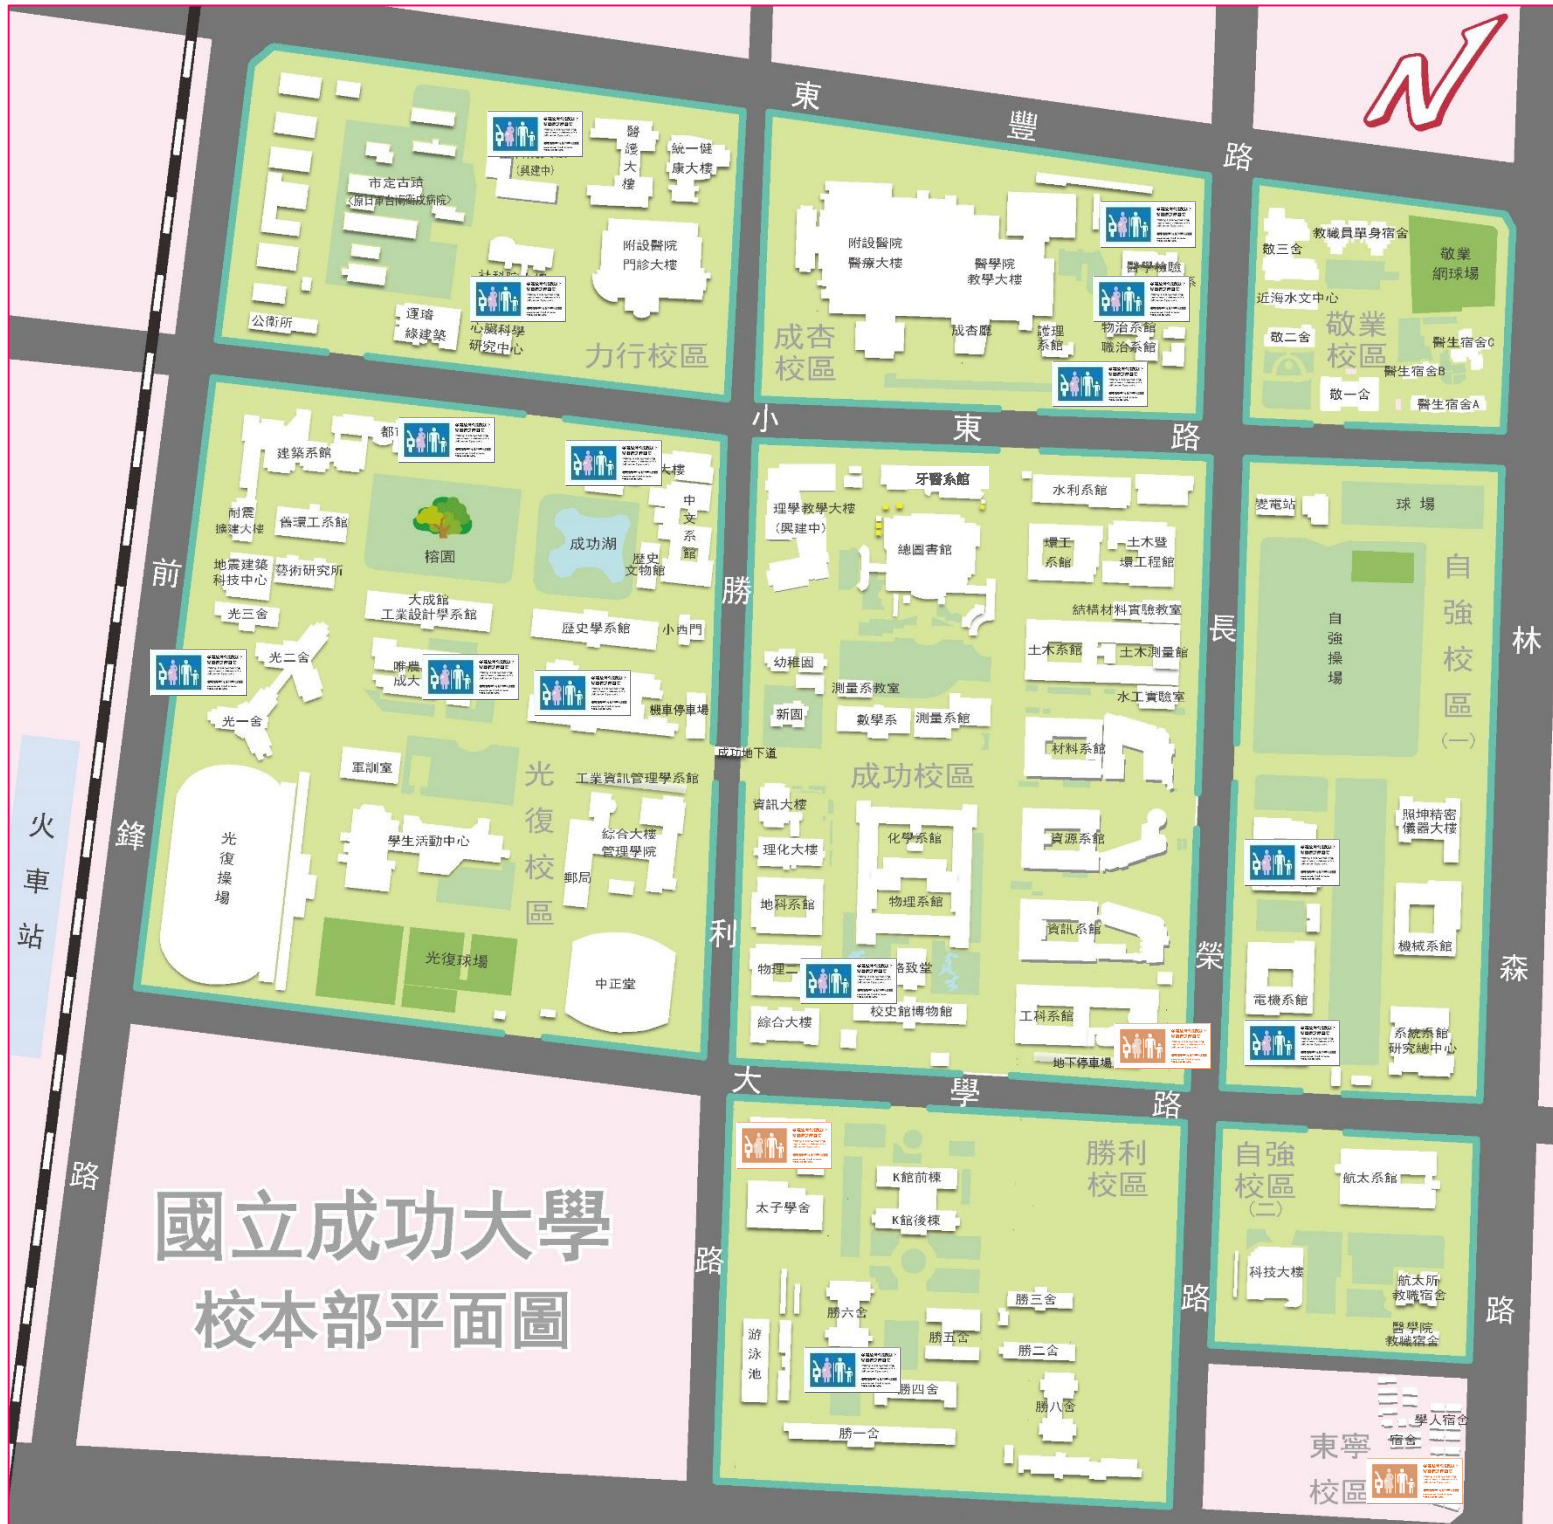 東
豐
路
醫護大樓
統一健
康大樓
(興建中)
市定古蹟
<原日軍台南衛戍病院>
附設醫院
門診大樓
公衛所
運璿
綠建築
心臟科學
研究中心
力行校區
附設醫院
醫療大樓
醫學院
教學大樓
醫學檢驗
物治系館
職治系館
護理
系館
成杏廳
成杏
校區
敬三舍
教職員單身宿舍
敬業
網球場
近海水文中心
敬二舍
敬業
校區
醫生宿舍C
醫生宿舍B
敬一舍
醫生宿舍A
小
東
路
建築系館
耐震
擴建大樓
舊環工系館
榕園
成功湖
大樓
中文系館
歷史
文物館
地震建築
科技中心
藝術研究所
光三舍
大成館
工業設計學系館
歷史學系館
小西門
光二舍
唯農
成大
光一舍
機車停車場
成功地下道
軍訓室
光復校區
工業資訊管理學系館
學生活動中心
綜合大樓
管理學院
郵局
光復操場
光復球場
中正堂
前
鋒
路
火車站
勝
利
路
牙醫系館
理學教學大樓
(興建中)
總圖書館
水利系館
環工
系館
土木暨
環工程館
結構材料實驗教室
土木系館
土木測量館
水工實驗室
幼稚園
測量系教室
新園
數學系
測量系館
成功校區
材料系館
資訊大樓
理化大樓
化學系館
資源系館
地科系館
物理系館
資訊系館
物理二
格致堂
綜合大樓
校史館博物館
工科系館
地下停車場
長
榮
路
變電站
球場
自強操場
自強校區
(一)
照坤精密
儀器大樓
機械系館
電機系館
系統系館
研究總中心
林
森
路
大
學
路
太子學舍
K館前棟
K館後棟
勝利
校區
勝六舍
勝三舍
勝五舍
勝二舍
游泳池
勝四舍
勝八舍
勝一舍
自強
校區
(二)
航太系館
科技大樓
航太所
教職宿舍
醫學院
教職宿舍
學人宿舍
宿舍
東寧
校區
國立成功大學
校本部平面圖
N